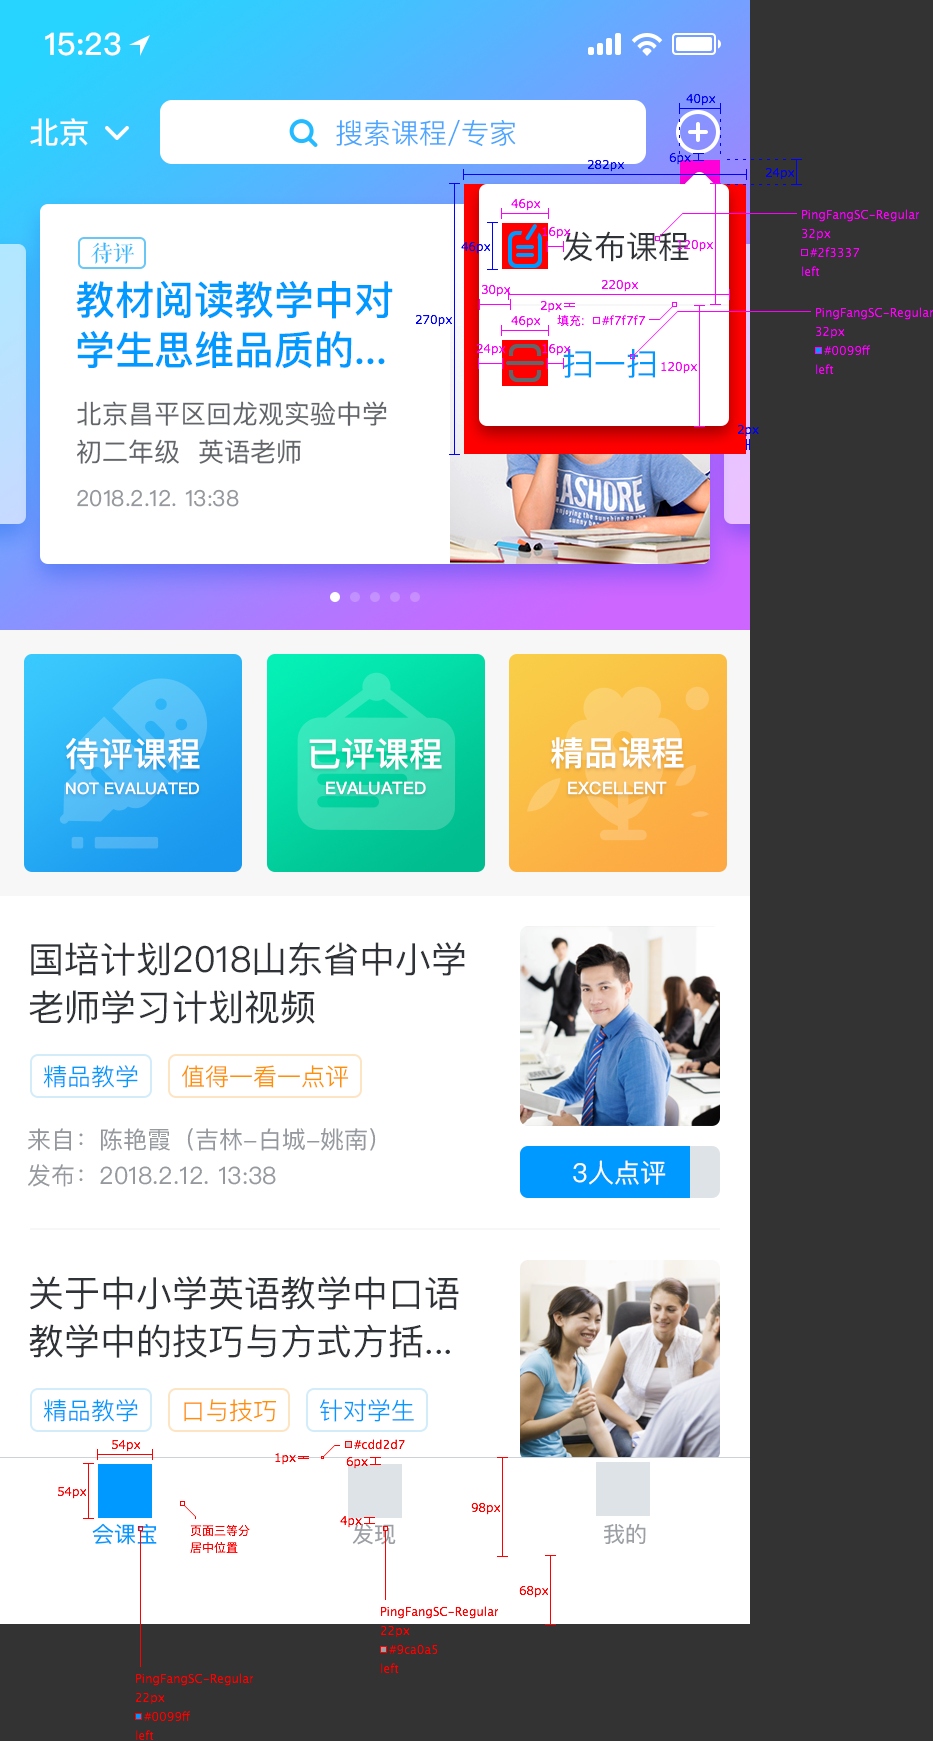 15:23
北京
搜索课程/专家
40px
6px
24px
282px
待评
教材阅读教学中对
学生思维品质的...
北京昌平区回龙观实验中学
初二年级 英语老师
2018.2.12. 13:38
46px
46px
16px
发布课程
120px
30px
220px
2px
填充: #f7f7f7
270px
46px
24px
16px
扫一扫
120px
2px
PingFangSC-Regular
32px
#2f3337
left
PingFangSC-Regular
32px
#0099ff
left
EASHORE
enjoying the sunshine on the
待评课程
NOT EVALUATED
已评课程
EVALUATED
精品课程
EXCELLENT
国培计划2018山东省中小学
老师学习计划视频
精品教学
值得一看一点评
来自：陈艳霞（吉林-白城-姚南）
发布：2018.2.12. 13:38
3人点评
关于中小学英语教学中口语
教学中的技巧与方式方括...
精品教学
口与技巧
针对学生
54px
54px
1px
#cdd2d7
6px
4px
98px
68px
会课宝
发现
我的
页面三等分
居中位置
PingFangSC-Regular
22px
#9ca0a5
left
PingFangSC-Regular
22px
#0099ff
left